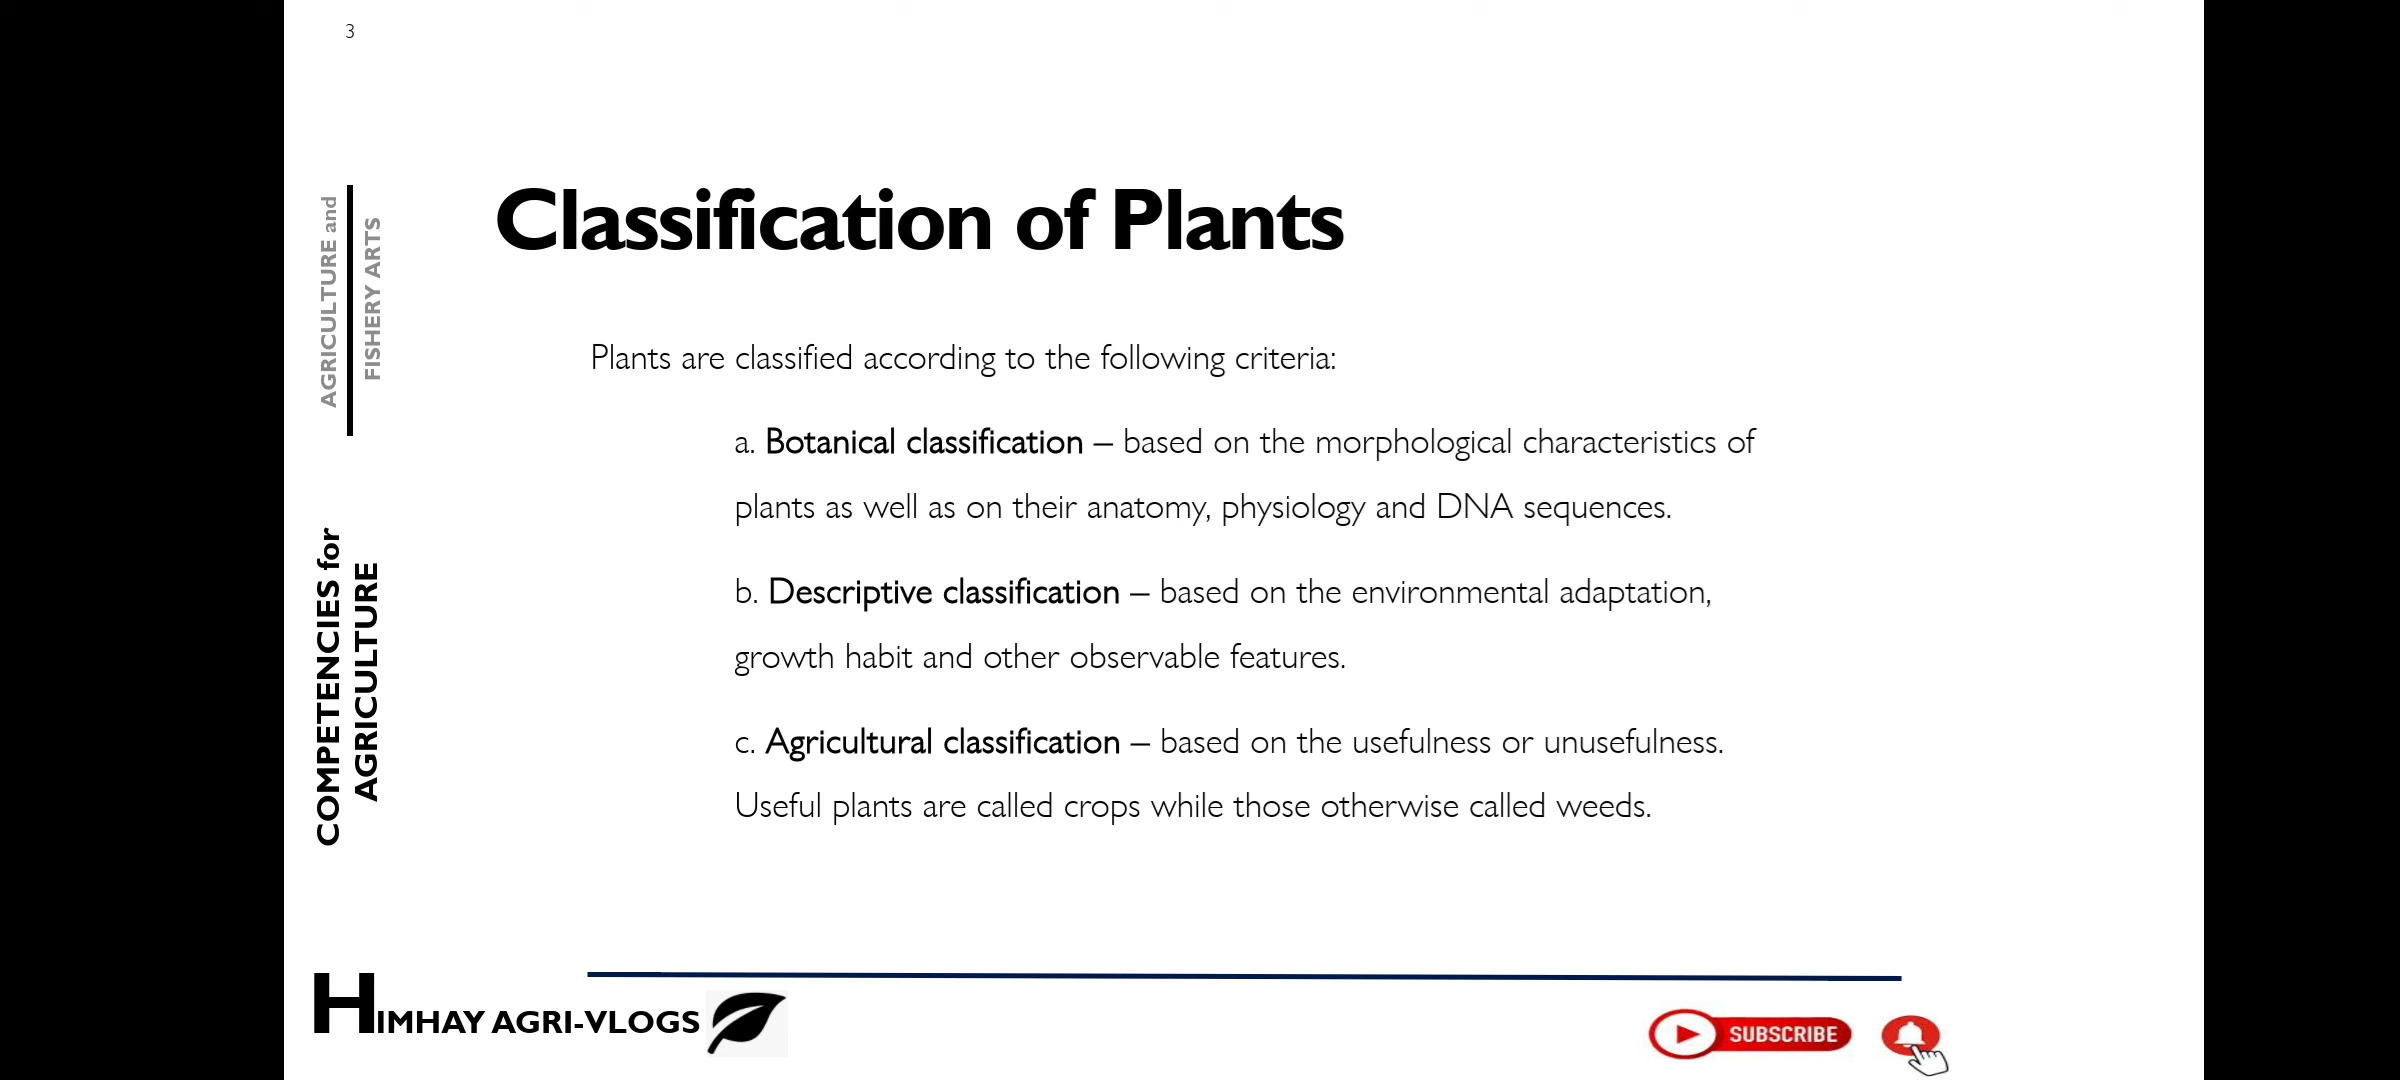 3
AGRICULTURE and
FISHERY ARTS
COMPETENCIES for
AGRICULTURE
Classification of Plants
Plants are classified according to the following criteria:
a. Botanical classification – based on the morphological characteristics of
plants as well as on their anatomy, physiology and DNA sequences.
b. Descriptive classification – based on the environmental adaptation,
growth habit and other observable features.
c. Agricultural classification – based on the usefulness or unusefulness.
Useful plants are called crops while those otherwise called weeds.
HIMHAY AGRI-VLOGS
SUBSCRIBE